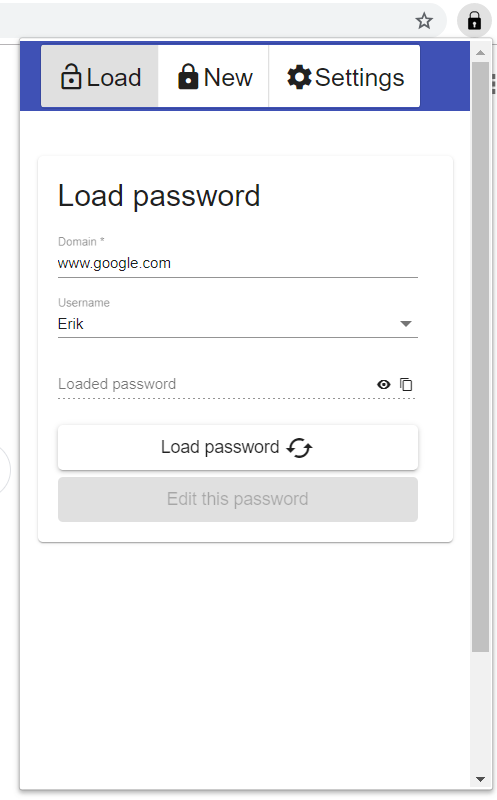 Load New Settings
Load password
Domain *
www.google.com
Username
Erik
Loaded password
Load password
Edit this password